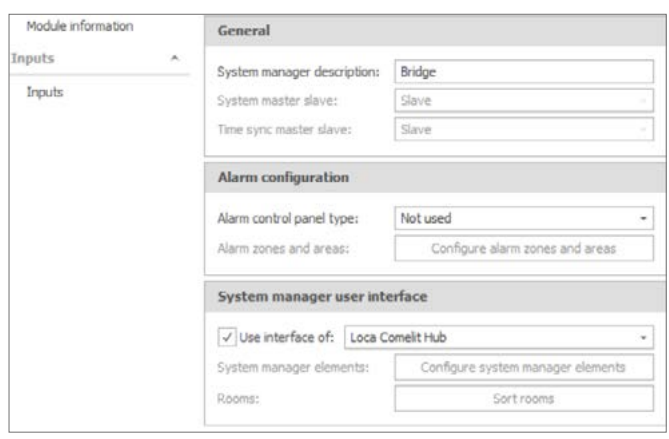 Module information
Inputs
Inputs
General
System manager description: Bridge
System master slave: Slave
Time sync master slave: Slave
Alarm configuration
Alarm control panel type: Not used
Alarm zones and areas: Configure alarm zones and areas
System manager user interface
Use interface of: Loca Comelit Hub
System manager elements: Configure system manager elements
Rooms: Sort rooms